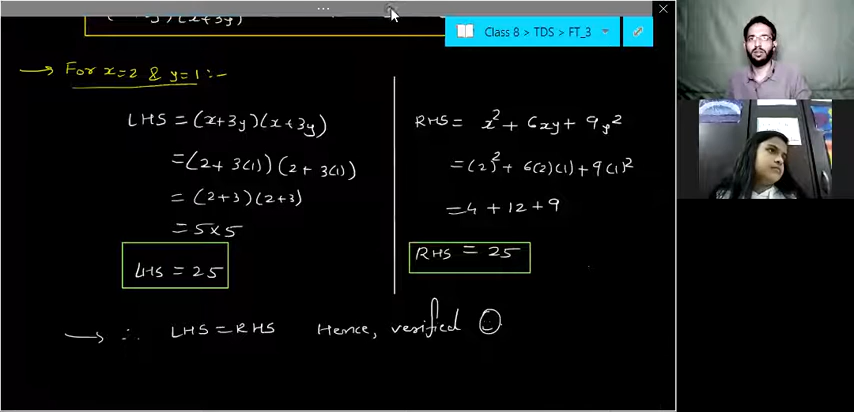 )(x+3y)
Class 8 > TDS > FT_3
→ For x=2 & y=1 :-
LHS = (x+3y)(x+3y)
= (2+3(1))(2+3(1))
= (2+3)(2+3)
= 5×5
LHS = 25
RHS = x² + 6xy + 9y²
= (2)² + 6(2)(1) + 9(1)²
= 4 + 12 + 9
RHS = 25
→ ∴ LHS = RHS Hence, verified